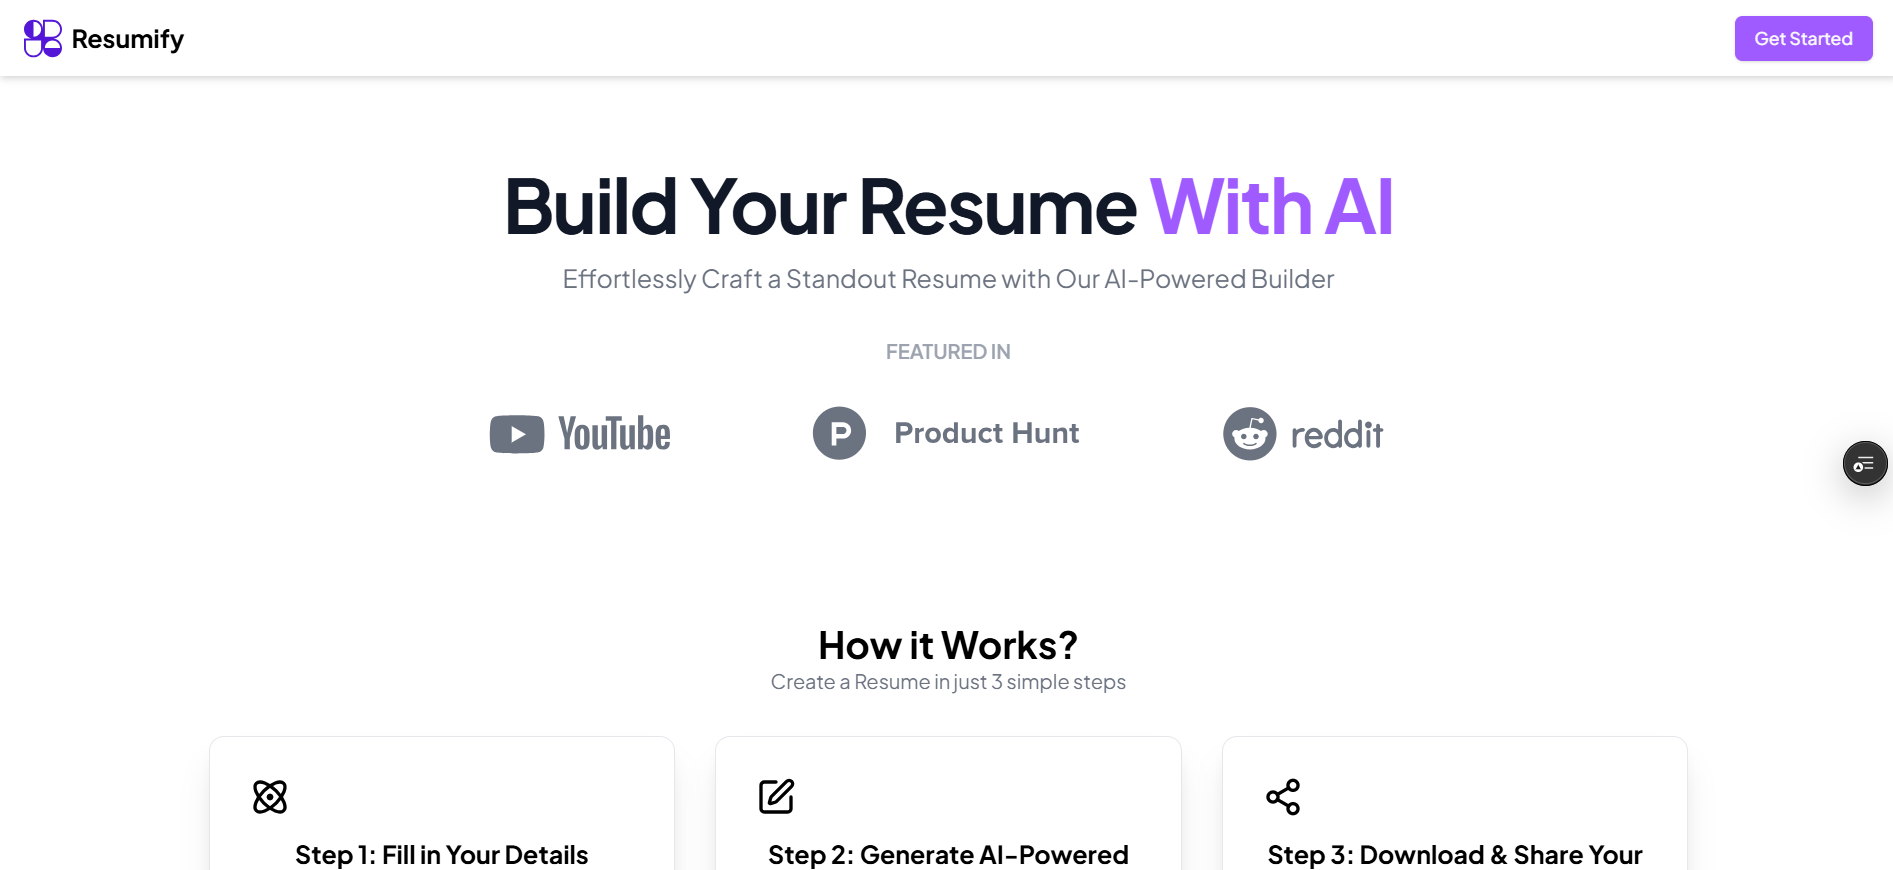 Resumify
Get Started
Build Your Resume With AI
Effortlessly Craft a Standout Resume with Our AI-Powered Builder
FEATURED IN
YouTube
P Product Hunt
reddit
How it Works?
Create a Resume in just 3 simple steps
Step 1: Fill in Your Details
Step 2: Generate AI-Powered
Step 3: Download & Share Your